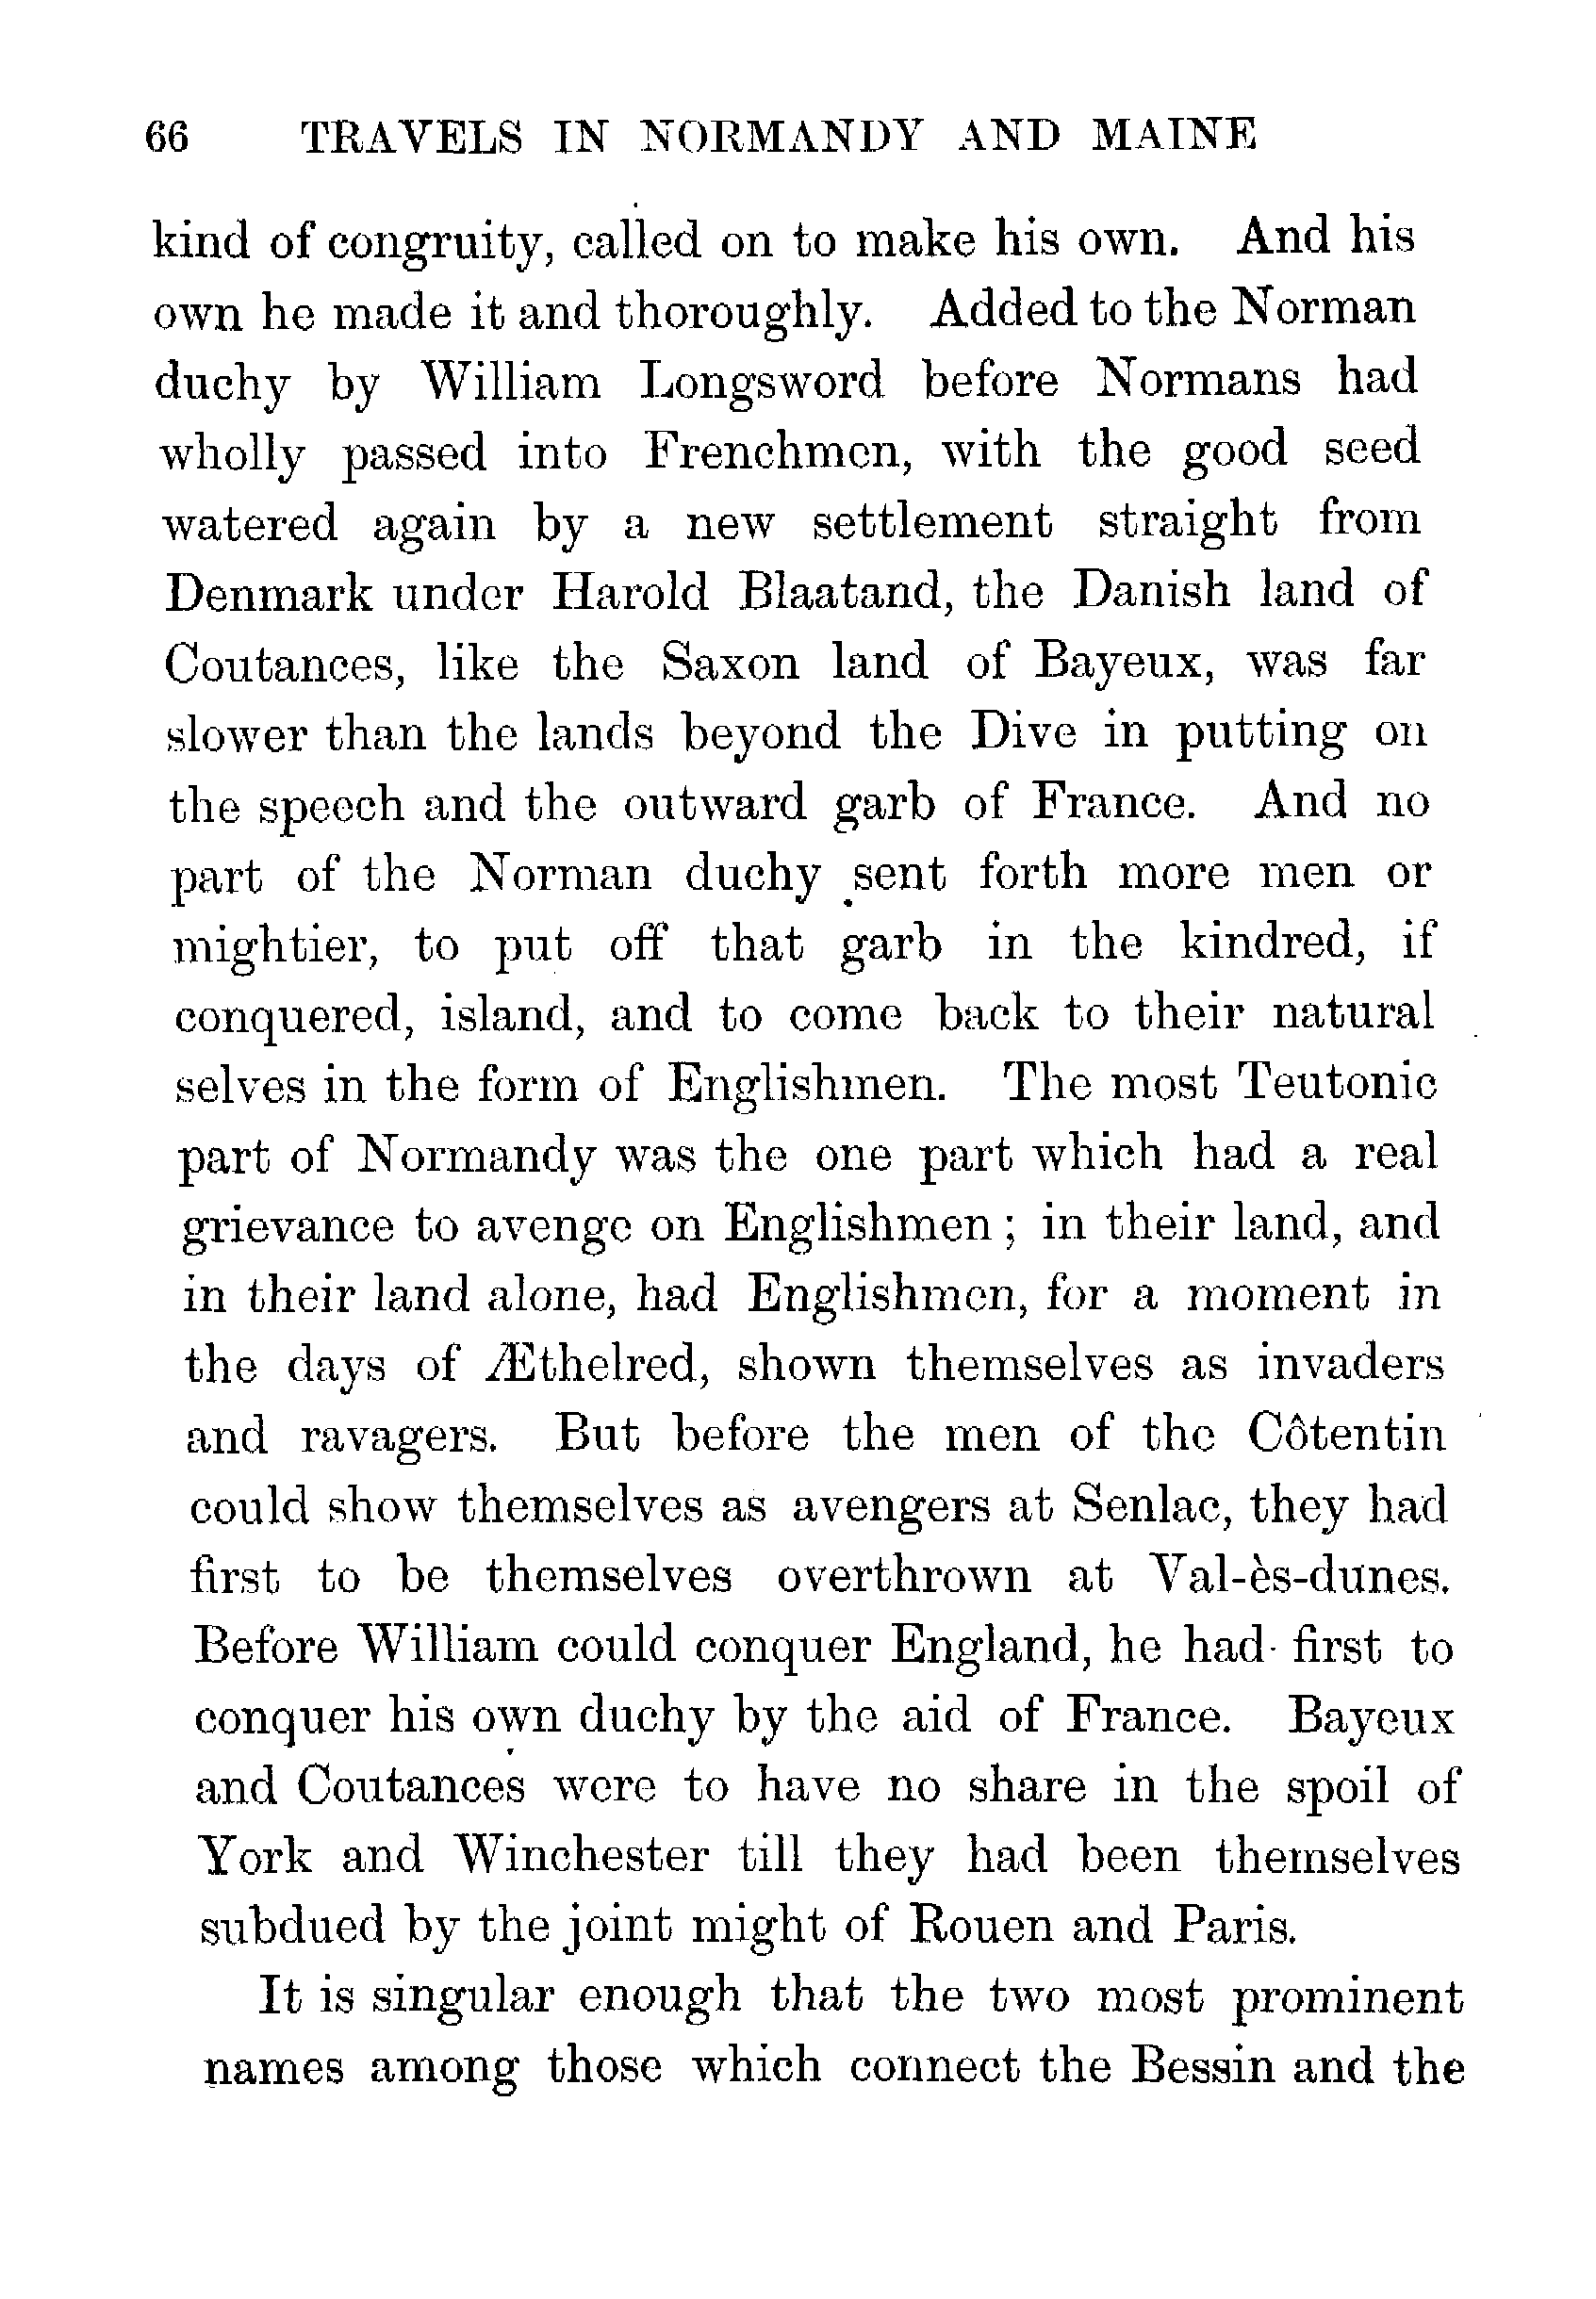 66 TRAVELS IN NORMANDY AND MAINE
kind of congruity, called on to make his own. And his
own he made it and thoroughly. Added to the Norman
duchy by William Longsword before Normans had
wholly passed into Frenchmen, with the good seed
watered again by a new settlement straight from
Denmark under Harold Blaatand, the Danish land of
Coutances, like the Saxon land of Bayeux, was far
slower than the lands beyond the Dive in putting on
the speech and the outward garb of France. And no
part of the Norman duchy sent forth more men or
mightier, to put off that garb in the kindred, if
conquered, island, and to come back to their natural
selves in the form of Englishmen. The most Teutonic
part of Normandy was the one part which had a real
grievance to avenge on Englishmen; in their land, and
in their land alone, had Englishmen, for a moment in
the days of Æthelred, shown themselves as invaders
and ravagers. But before the men of the Côtentin
could show themselves as avengers at Senlac, they had
first to be themselves overthrown at Val-ès-dunes.
Before William could conquer England, he had first to
conquer his own duchy by the aid of France. Bayeux
and Coutances were to have no share in the spoil of
York and Winchester till they had been themselves
subdued by the joint might of Rouen and Paris.
It is singular enough that the two most prominent
names among those which connect the Bessin and the